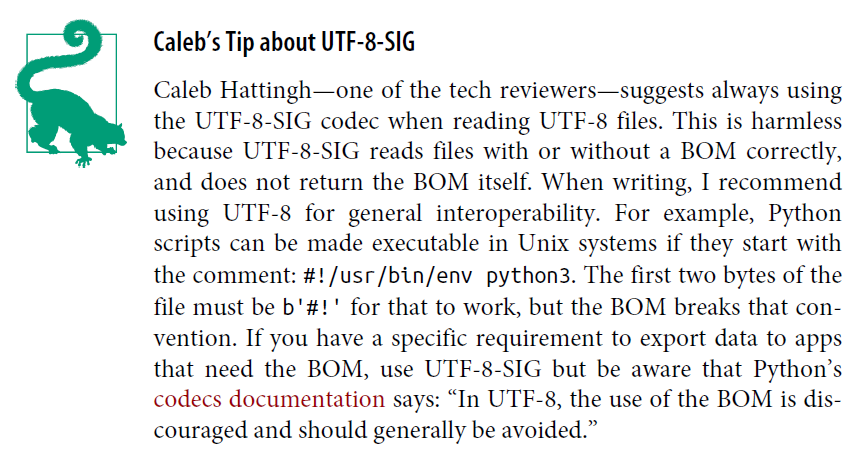 Caleb’s Tip about UTF-8-SIG
Caleb Hattingh—one of the tech reviewers—suggests always using
the UTF-8-SIG codec when reading UTF-8 files. This is harmless
because UTF-8-SIG reads files with or without a BOM correctly,
and does not return the BOM itself. When writing, I recommend
using UTF-8 for general interoperability. For example, Python
scripts can be made executable in Unix systems if they start with
the comment: #!/usr/bin/env python3. The first two bytes of the
file must be b'#!' for that to work, but the BOM breaks that con-
vention. If you have a specific requirement to export data to apps
that need the BOM, use UTF-8-SIG but be aware that Python’s
codecs documentation says: “In UTF-8, the use of the BOM is dis-
couraged and should generally be avoided.”